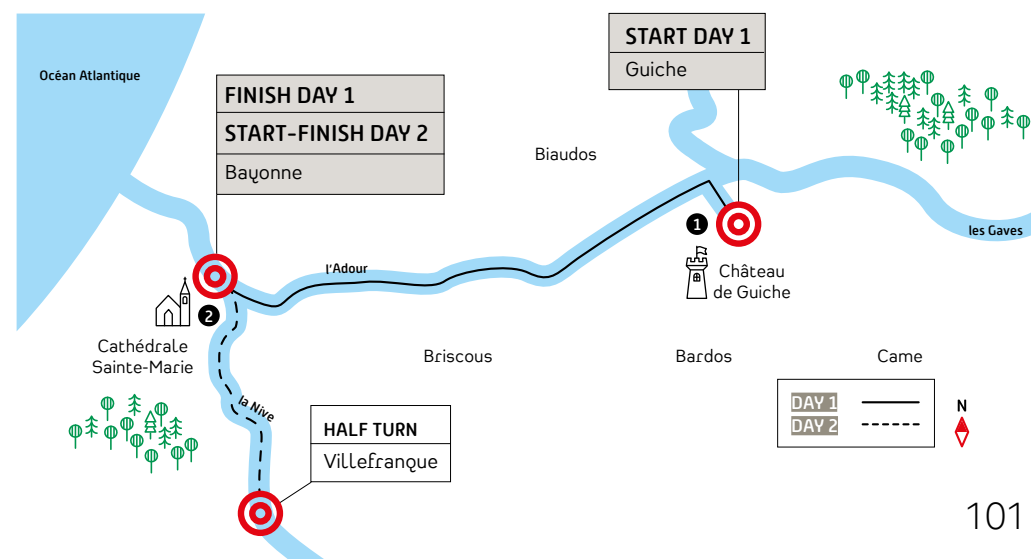 START DAY 1
Guiche
Océan Atlantique
FINISH DAY 1
START-FINISH DAY 2
Bayonne
Biaudos
1
les Gaves
l'Adour
Château
de Guiche
2
Cathédrale
Sainte-Marie
Briscous
Bardos
Came
la Nive
HALF TURN
Villefranque
DAY 1
DAY 2
N
101